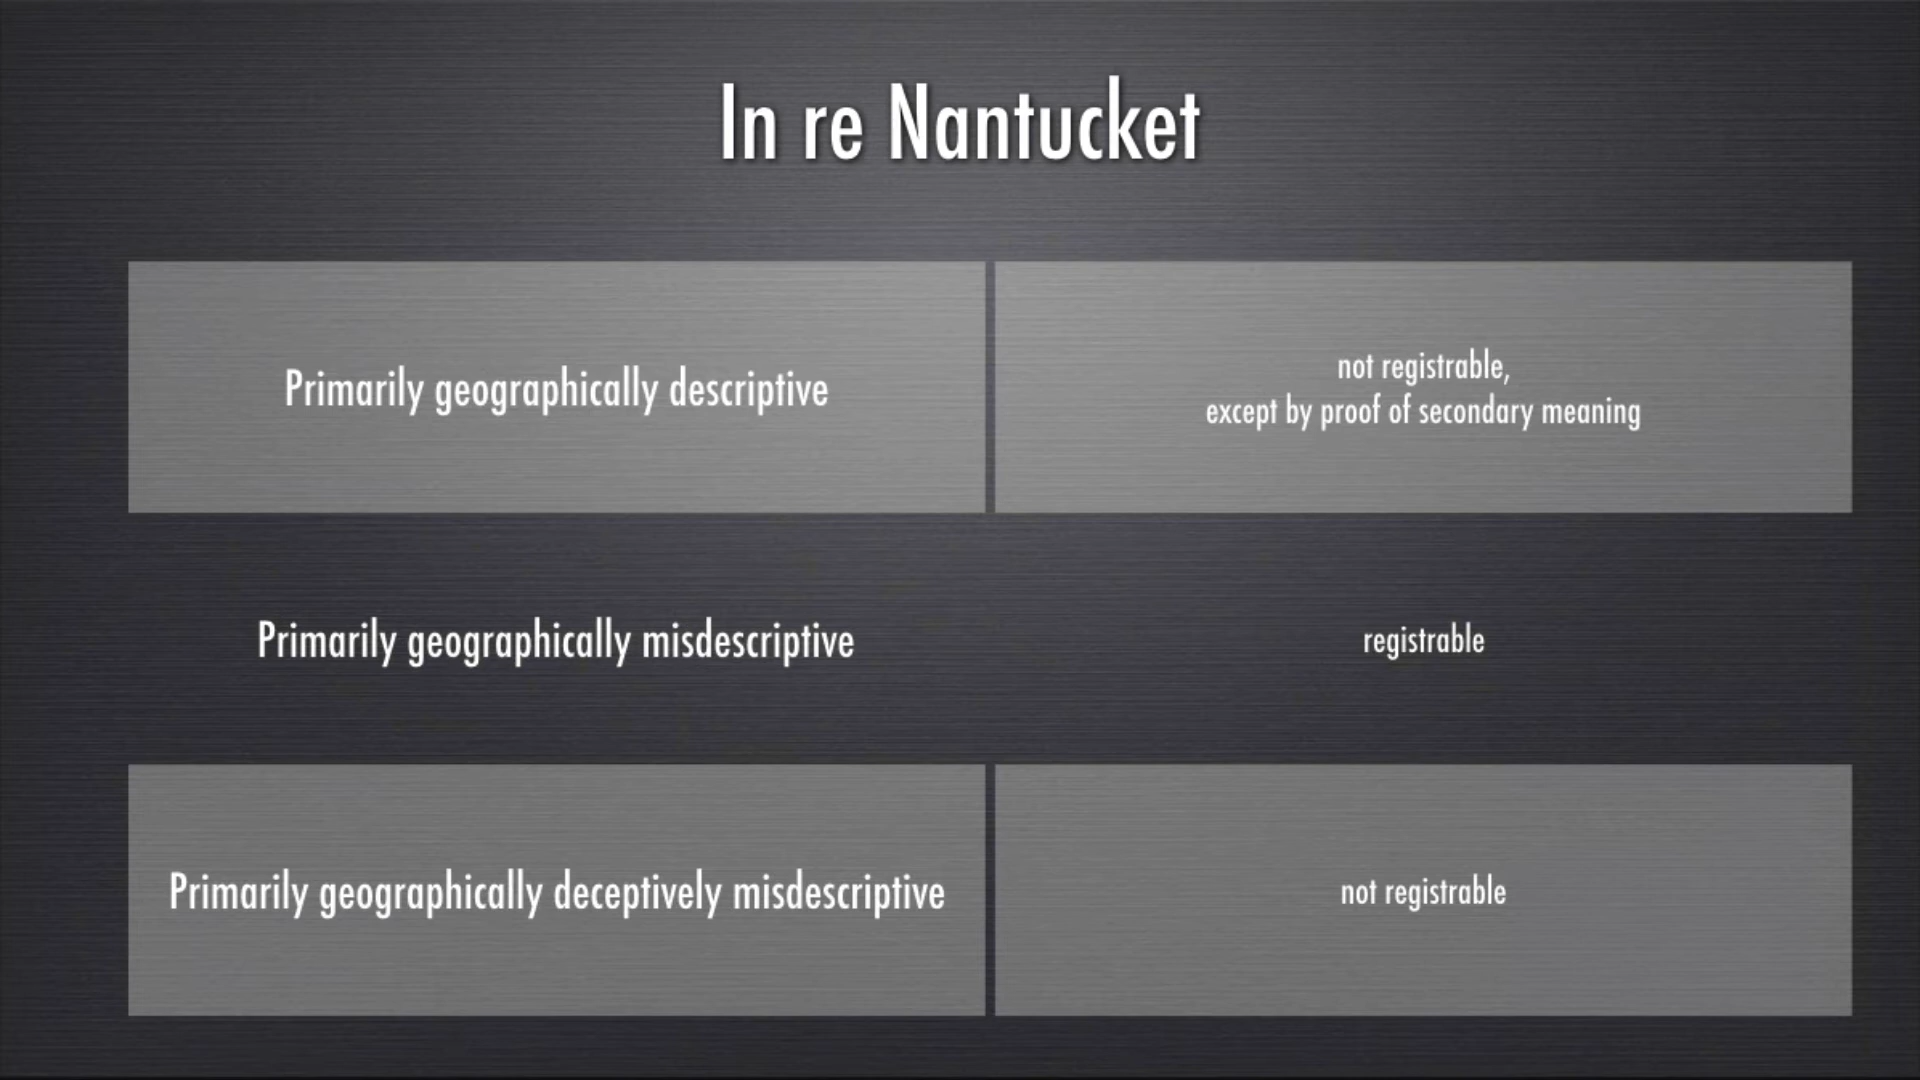 In re Nantucket
Primarily geographically descriptive
not registrable,
except by proof of secondary meaning
Primarily geographically misdescriptive
registrable
Primarily geographically deceptively misdescriptive
not registrable